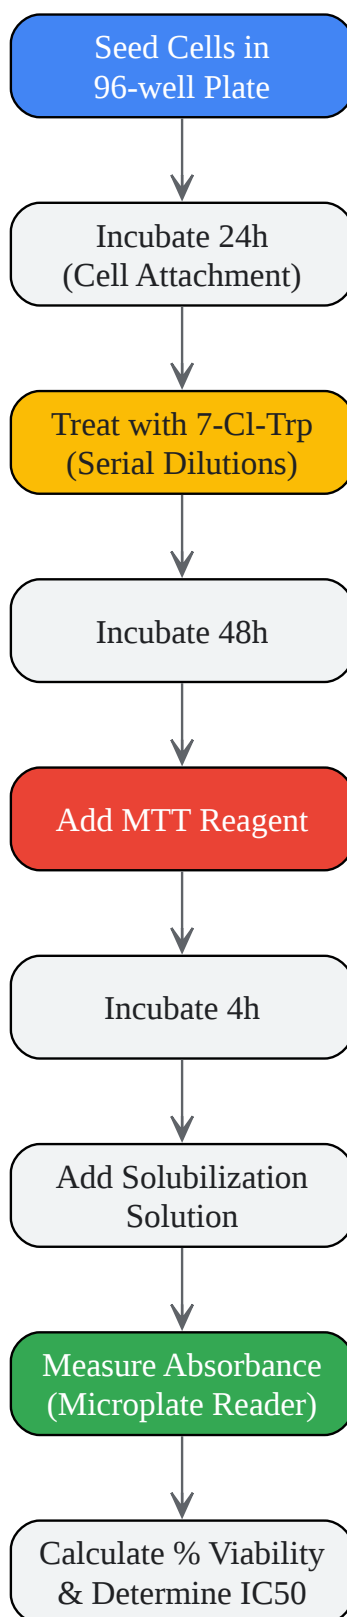 Seed Cells in
96-well Plate
Incubate 24h
(Cell Attachment)
Treat with 7-Cl-Trp
(Serial Dilutions)
Incubate 48h
Add MTT Reagent
Incubate 4h
Add Solubilization
Solution
Measure Absorbance
(Microplate Reader)
Calculate % Viability
& Determine IC50